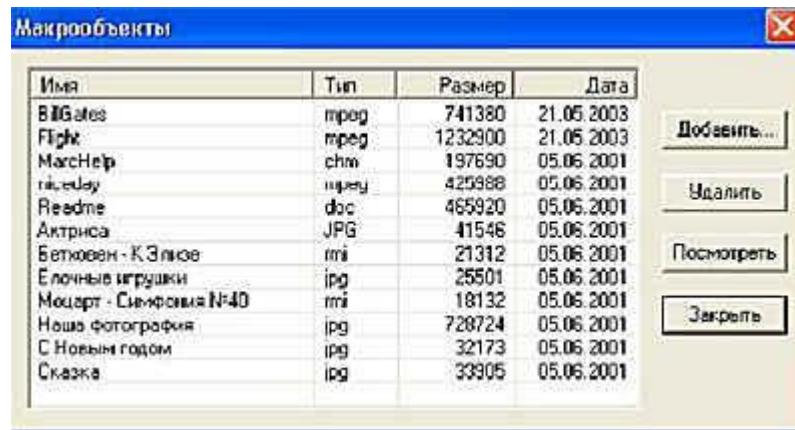 Макрообъекты
Имя Тип Размер Дата
BillGates mpeg 741380 21.05.2003
Flight mpeg 1232900 21.05.2003
MarcHelp chm 197690 05.06.2001
niceday mpeg 425988 05.06.2001
Readme doc 465920 05.06.2001
Актриса JPG 41546 05.06.2001
Бетховен - К Элизе rmi 21312 05.06.2001
Елочные игрушки jpg 25501 05.06.2001
Моцарт - Симфония №40 rmi 18132 05.06.2001
Наша фотография jpg 728724 05.06.2001
С Новым годом jpg 32173 05.06.2001
Сказка jpg 33905 05.06.2001
Добавить...
Удалить
Посмотреть
Закрыть